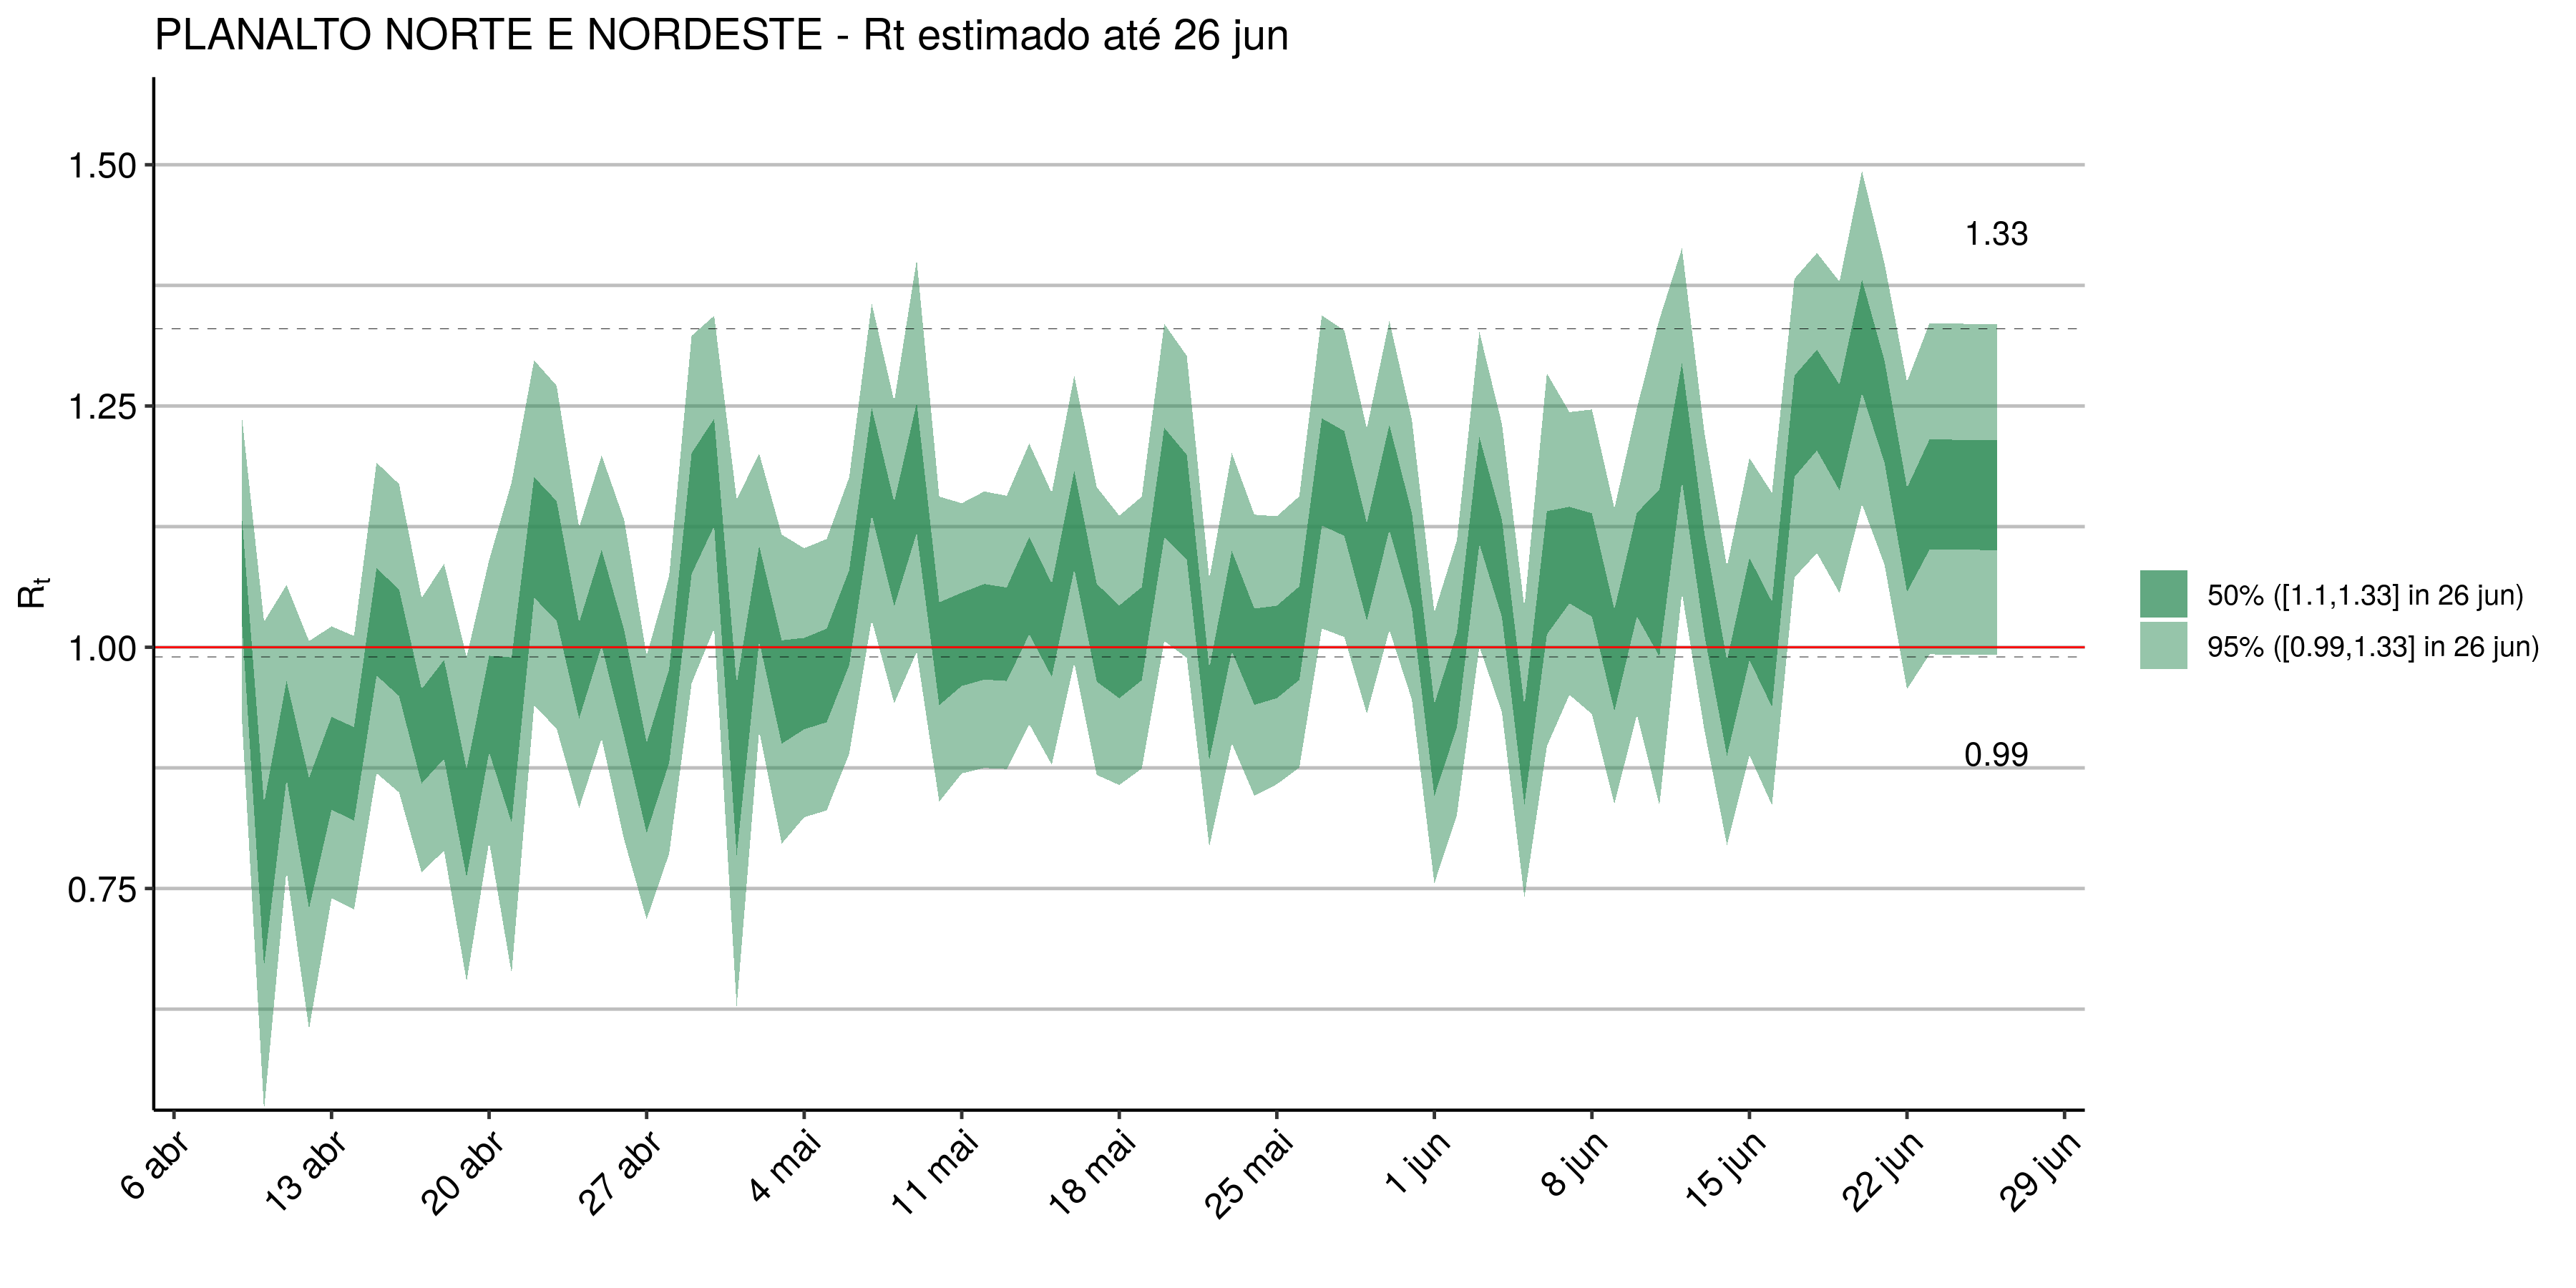 PLANALTO NORTE E NORDESTE - Rt estimado até 26 jun
1.50
1.33
1.25
Rt
50% ([1.1,1.33] in 26 jun)
1.00
95% ([0.99,1.33] in 26 jun)
0.99
0.75
6 abr
13 abr
20 abr
27 abr
4 mai
11 mai
18 mai
25 mai
1 jun
8 jun
15 jun
22 jun
29 jun